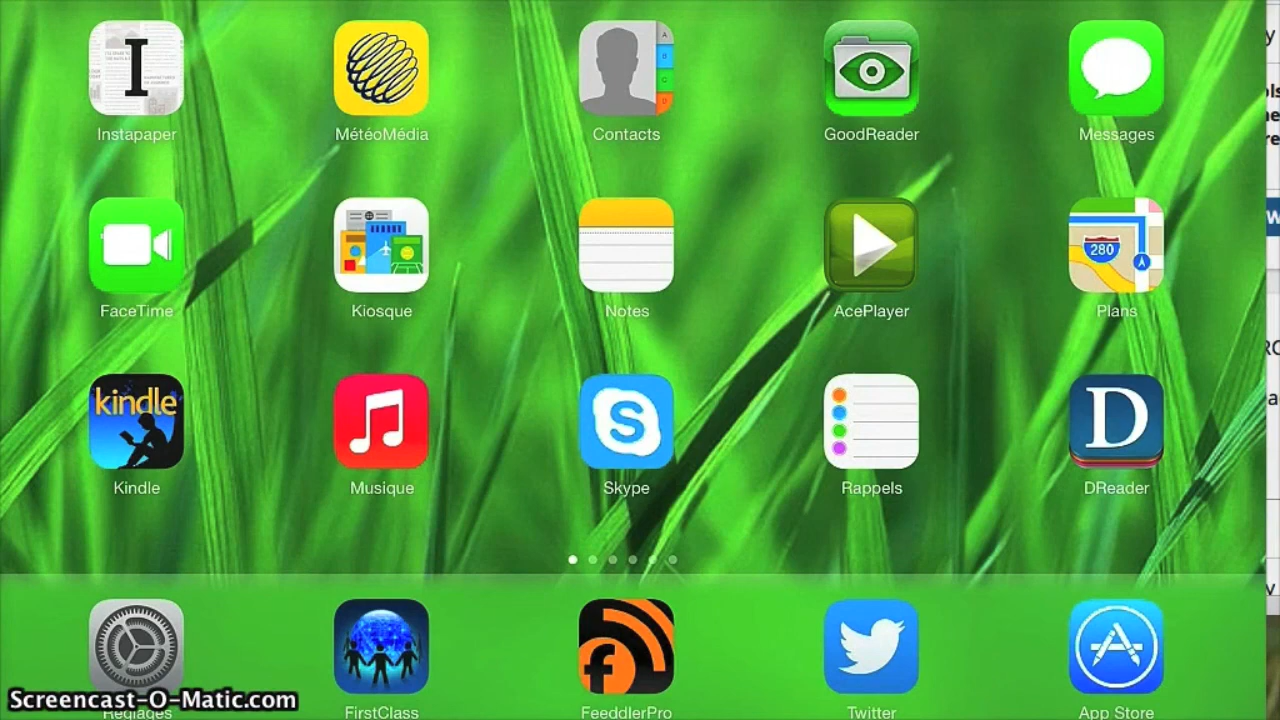 Instapaper
MétéoMédia
Contacts
GoodReader
Messages
A
B
C
D
280
FaceTime
Kiosque
Notes
AcePlayer
Plans
kindle
S
D
Kindle
Musique
Skype
Rappels
DReader
f
Réglages
FirstClass
FeeddlerPro
Twitter
App Store
Screencast-O-Matic.com